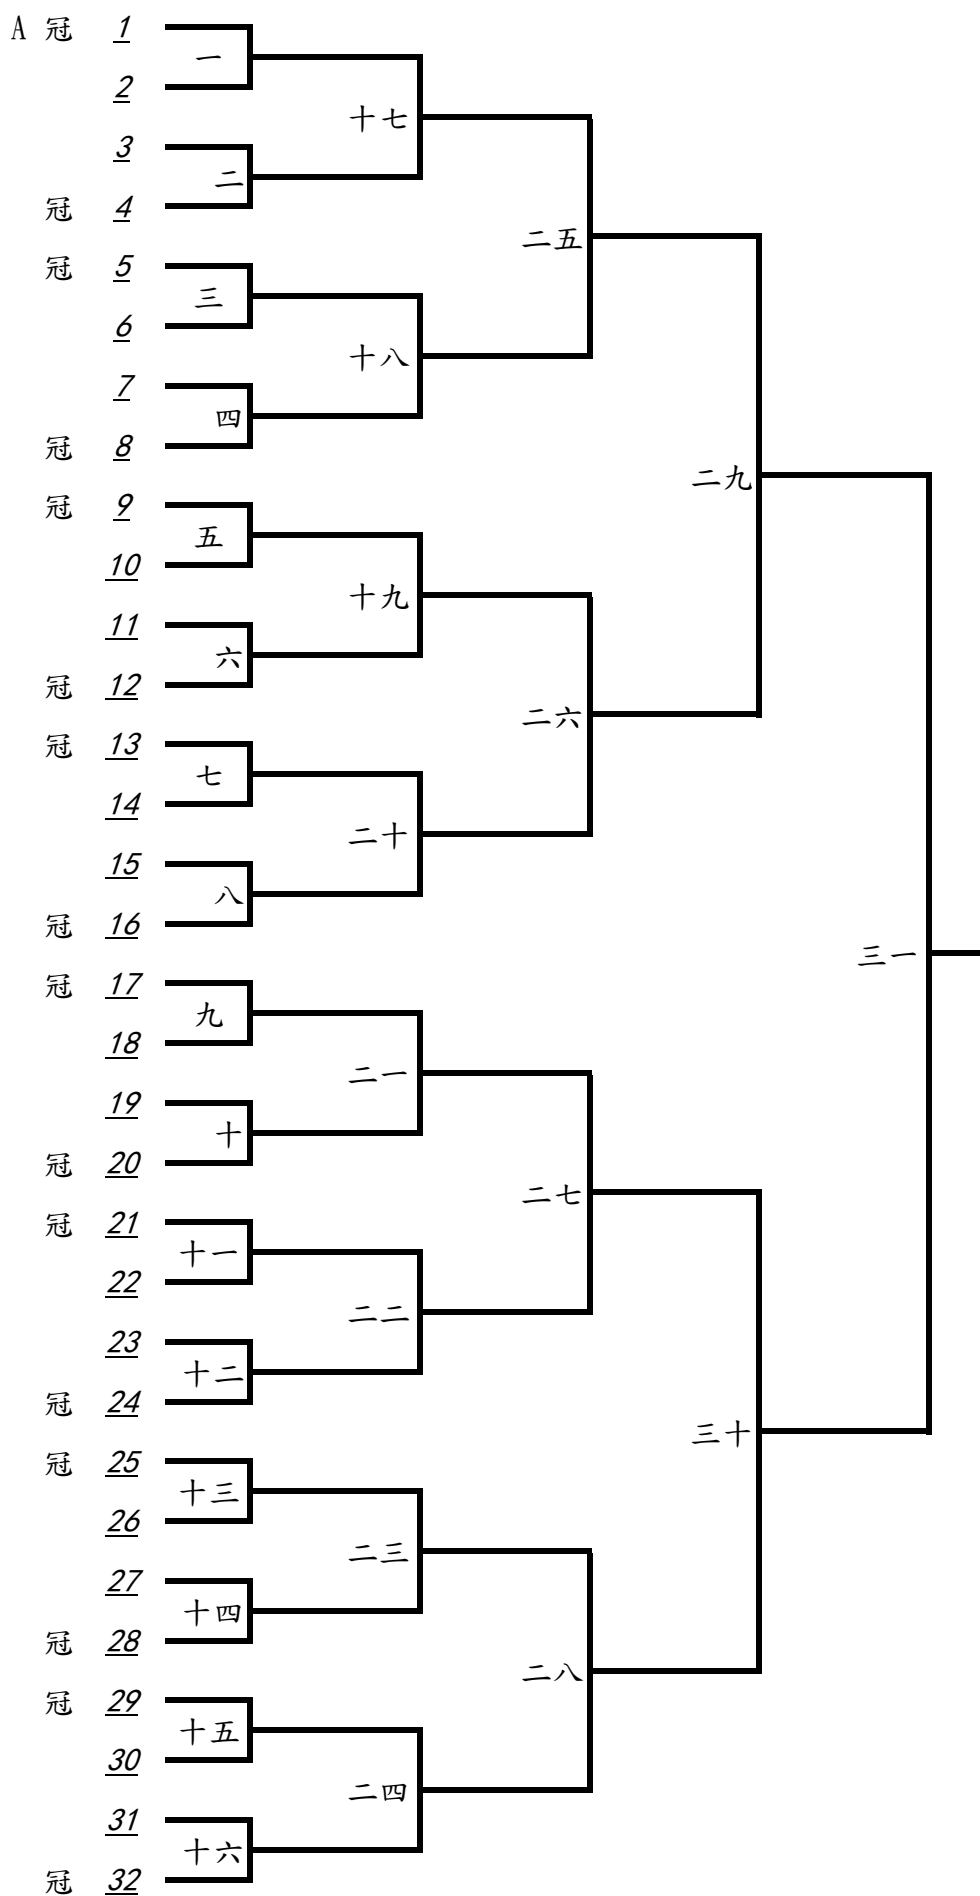 A 冠 1
一
2
十七
3
二
冠 4
二五
冠 5
三
6
十八
7
四
冠 8
二九
冠 9
五
10
十九
11
六
冠 12
二六
冠 13
七
14
二十
15
八
冠 16
三一
冠 17
九
18
二一
19
十
冠 20
二七
冠 21
十一
22
二二
23
十二
冠 24
三十
冠 25
十三
26
二三
27
十四
冠 28
二八
冠 29
十五
30
二四
31
十六
冠 32